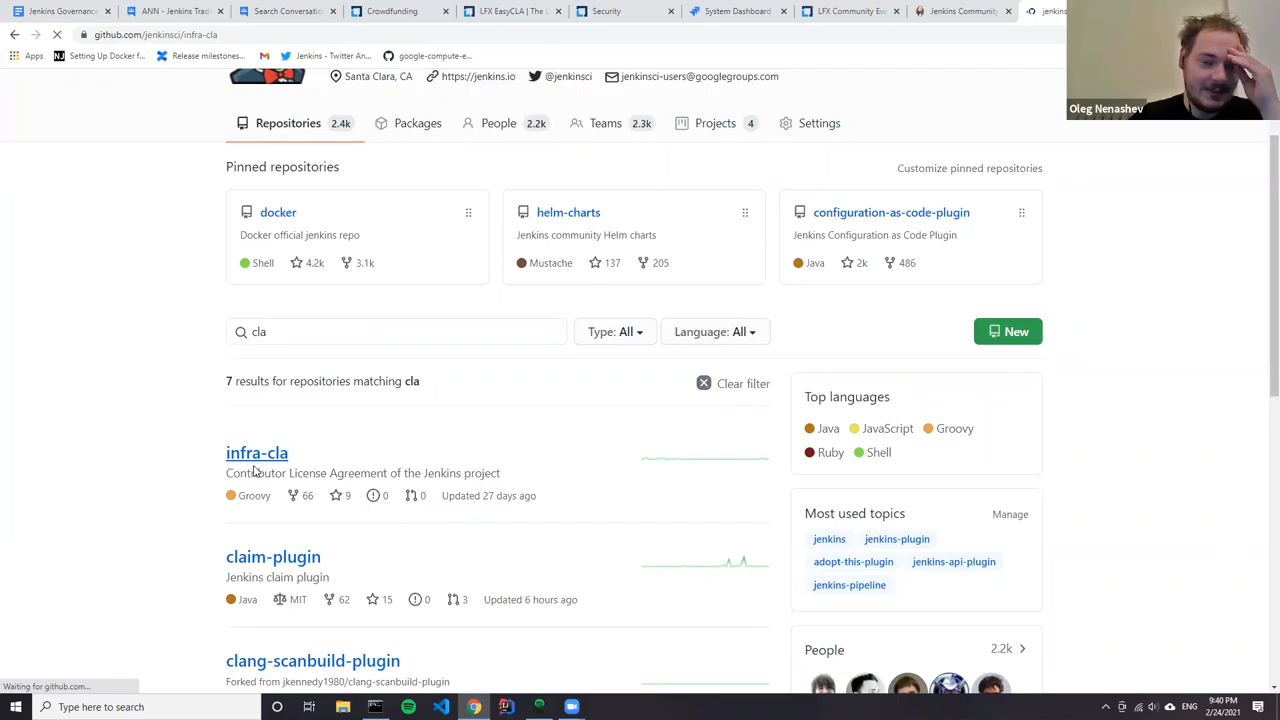 Jenkins Governance
ANN - Jenkins Trad
Search Conversatio
Crowdfunding
LFX EasyCLA | The L
Security
System Dashboard
LFX Community Eve
Jenkins Community
jenkins
github.com/jenkinsci/infra-cla
Apps
Setting Up Docker f...
Release milestones...
Jenkins - Twitter An...
google-compute-e...
Santa Clara, CA
https://jenkins.io
@jenkinsci
jenkinsci-users@googlegroups.com
Oleg Nenashev
Repositories 2.4k
Packages
People 2.2k
Teams 2.3k
Projects 4
Settings
Pinned repositories
Customize pinned repositories
docker
Docker official jenkins repo
Shell 4.2k 3.1k
helm-charts
Jenkins community Helm charts
Mustache 137 205
configuration-as-code-plugin
Jenkins Configuration as Code Plugin
Java 2k 486
cla
Type: All
Language: All
New
7 results for repositories matching cla
Clear filter
infra-cla
Contributor License Agreement of the Jenkins project
Groovy 66 9 0 0 Updated 27 days ago
claim-plugin
Jenkins claim plugin
Java MIT 62 15 0 3 Updated 6 hours ago
clang-scanbuild-plugin
Forked from jkennedy1980/clang-scanbuild-plugin
Top languages
Java JavaScript Groovy
Ruby Shell
Most used topics
Manage
jenkins jenkins-plugin
adopt-this-plugin jenkins-api-plugin
jenkins-pipeline
People
2.2k
Waiting for github.com...
Type here to search
ENG
9:40 PM
2/24/2021